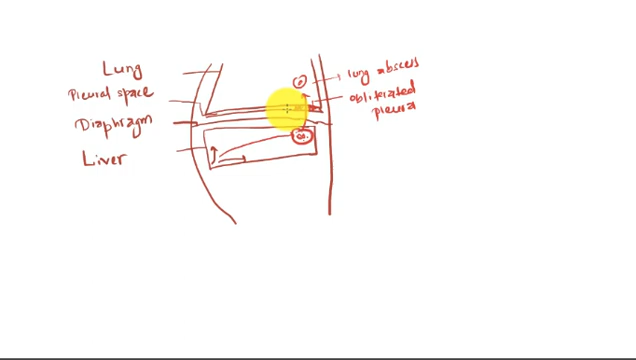 Lung
Pleural space
Diaphragm
Liver
lung abscess
obliterated
pleura